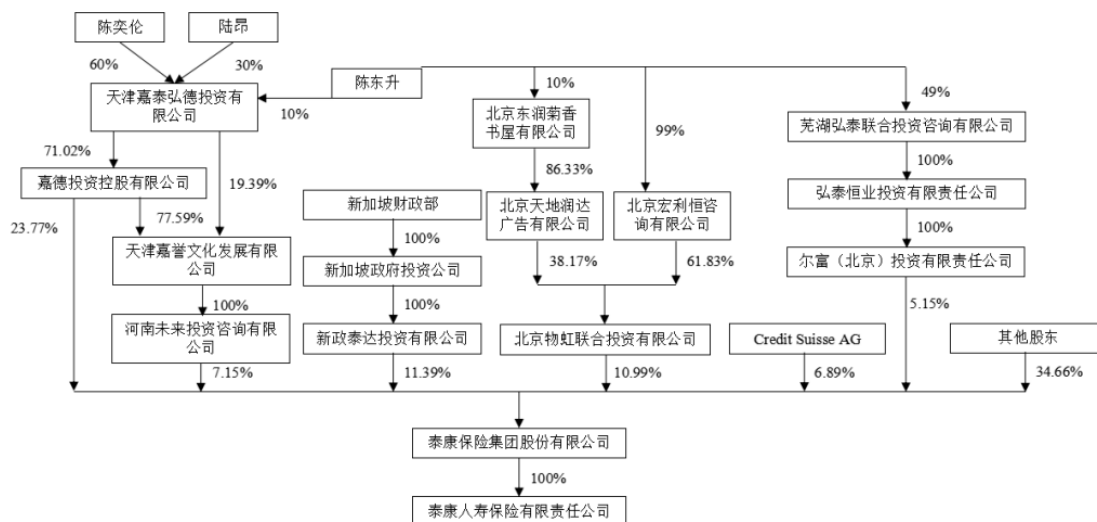 陈奕伦
陆昂
60%
30%
陈东升
10%
10%
49%
天津嘉泰弘德投资有
限公司
北京东润菊香
书屋有限公司
99%
芜湖弘泰联合投资咨询有限公司
71.02%
86.33%
100%
嘉德投资控股有限公司
19.39%
弘泰恒业投资有限责任公司
23.77%
77.59%
新加坡财政部
北京天地润达
广告有限公司
北京宏利恒咨
询有限公司
100%
100%
天津嘉誉文化发展有限
公司
新加坡政府投资公司
38.17%
61.83%
尔富（北京）投资有限责任公司
100%
100%
5.15%
河南未来投资咨询有限
公司
新政泰达投资有限公司
北京物虹联合投资有限公司
Credit Suisse AG
其他股东
7.15%
11.39%
10.99%
6.89%
34.66%
泰康保险集团股份有限公司
100%
泰康人寿保险有限责任公司